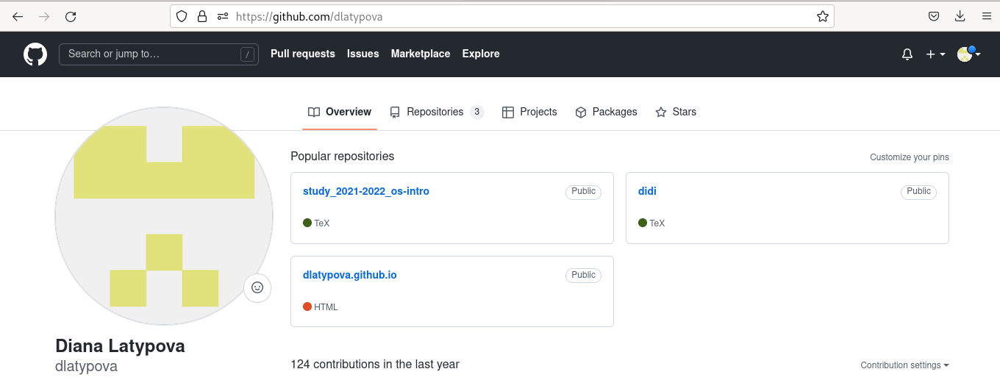 https://github.com/dlatypova
Search or jump to… / Pull requests Issues Marketplace Explore
Overview Repositories 3 Projects Packages Stars
Popular repositories Customize your pins
study_2021-2022_os-intro Public
TeX
didi Public
TeX
dlatypova.github.io Public
HTML
Diana Latypova
dlatypova
124 contributions in the last year Contribution settings